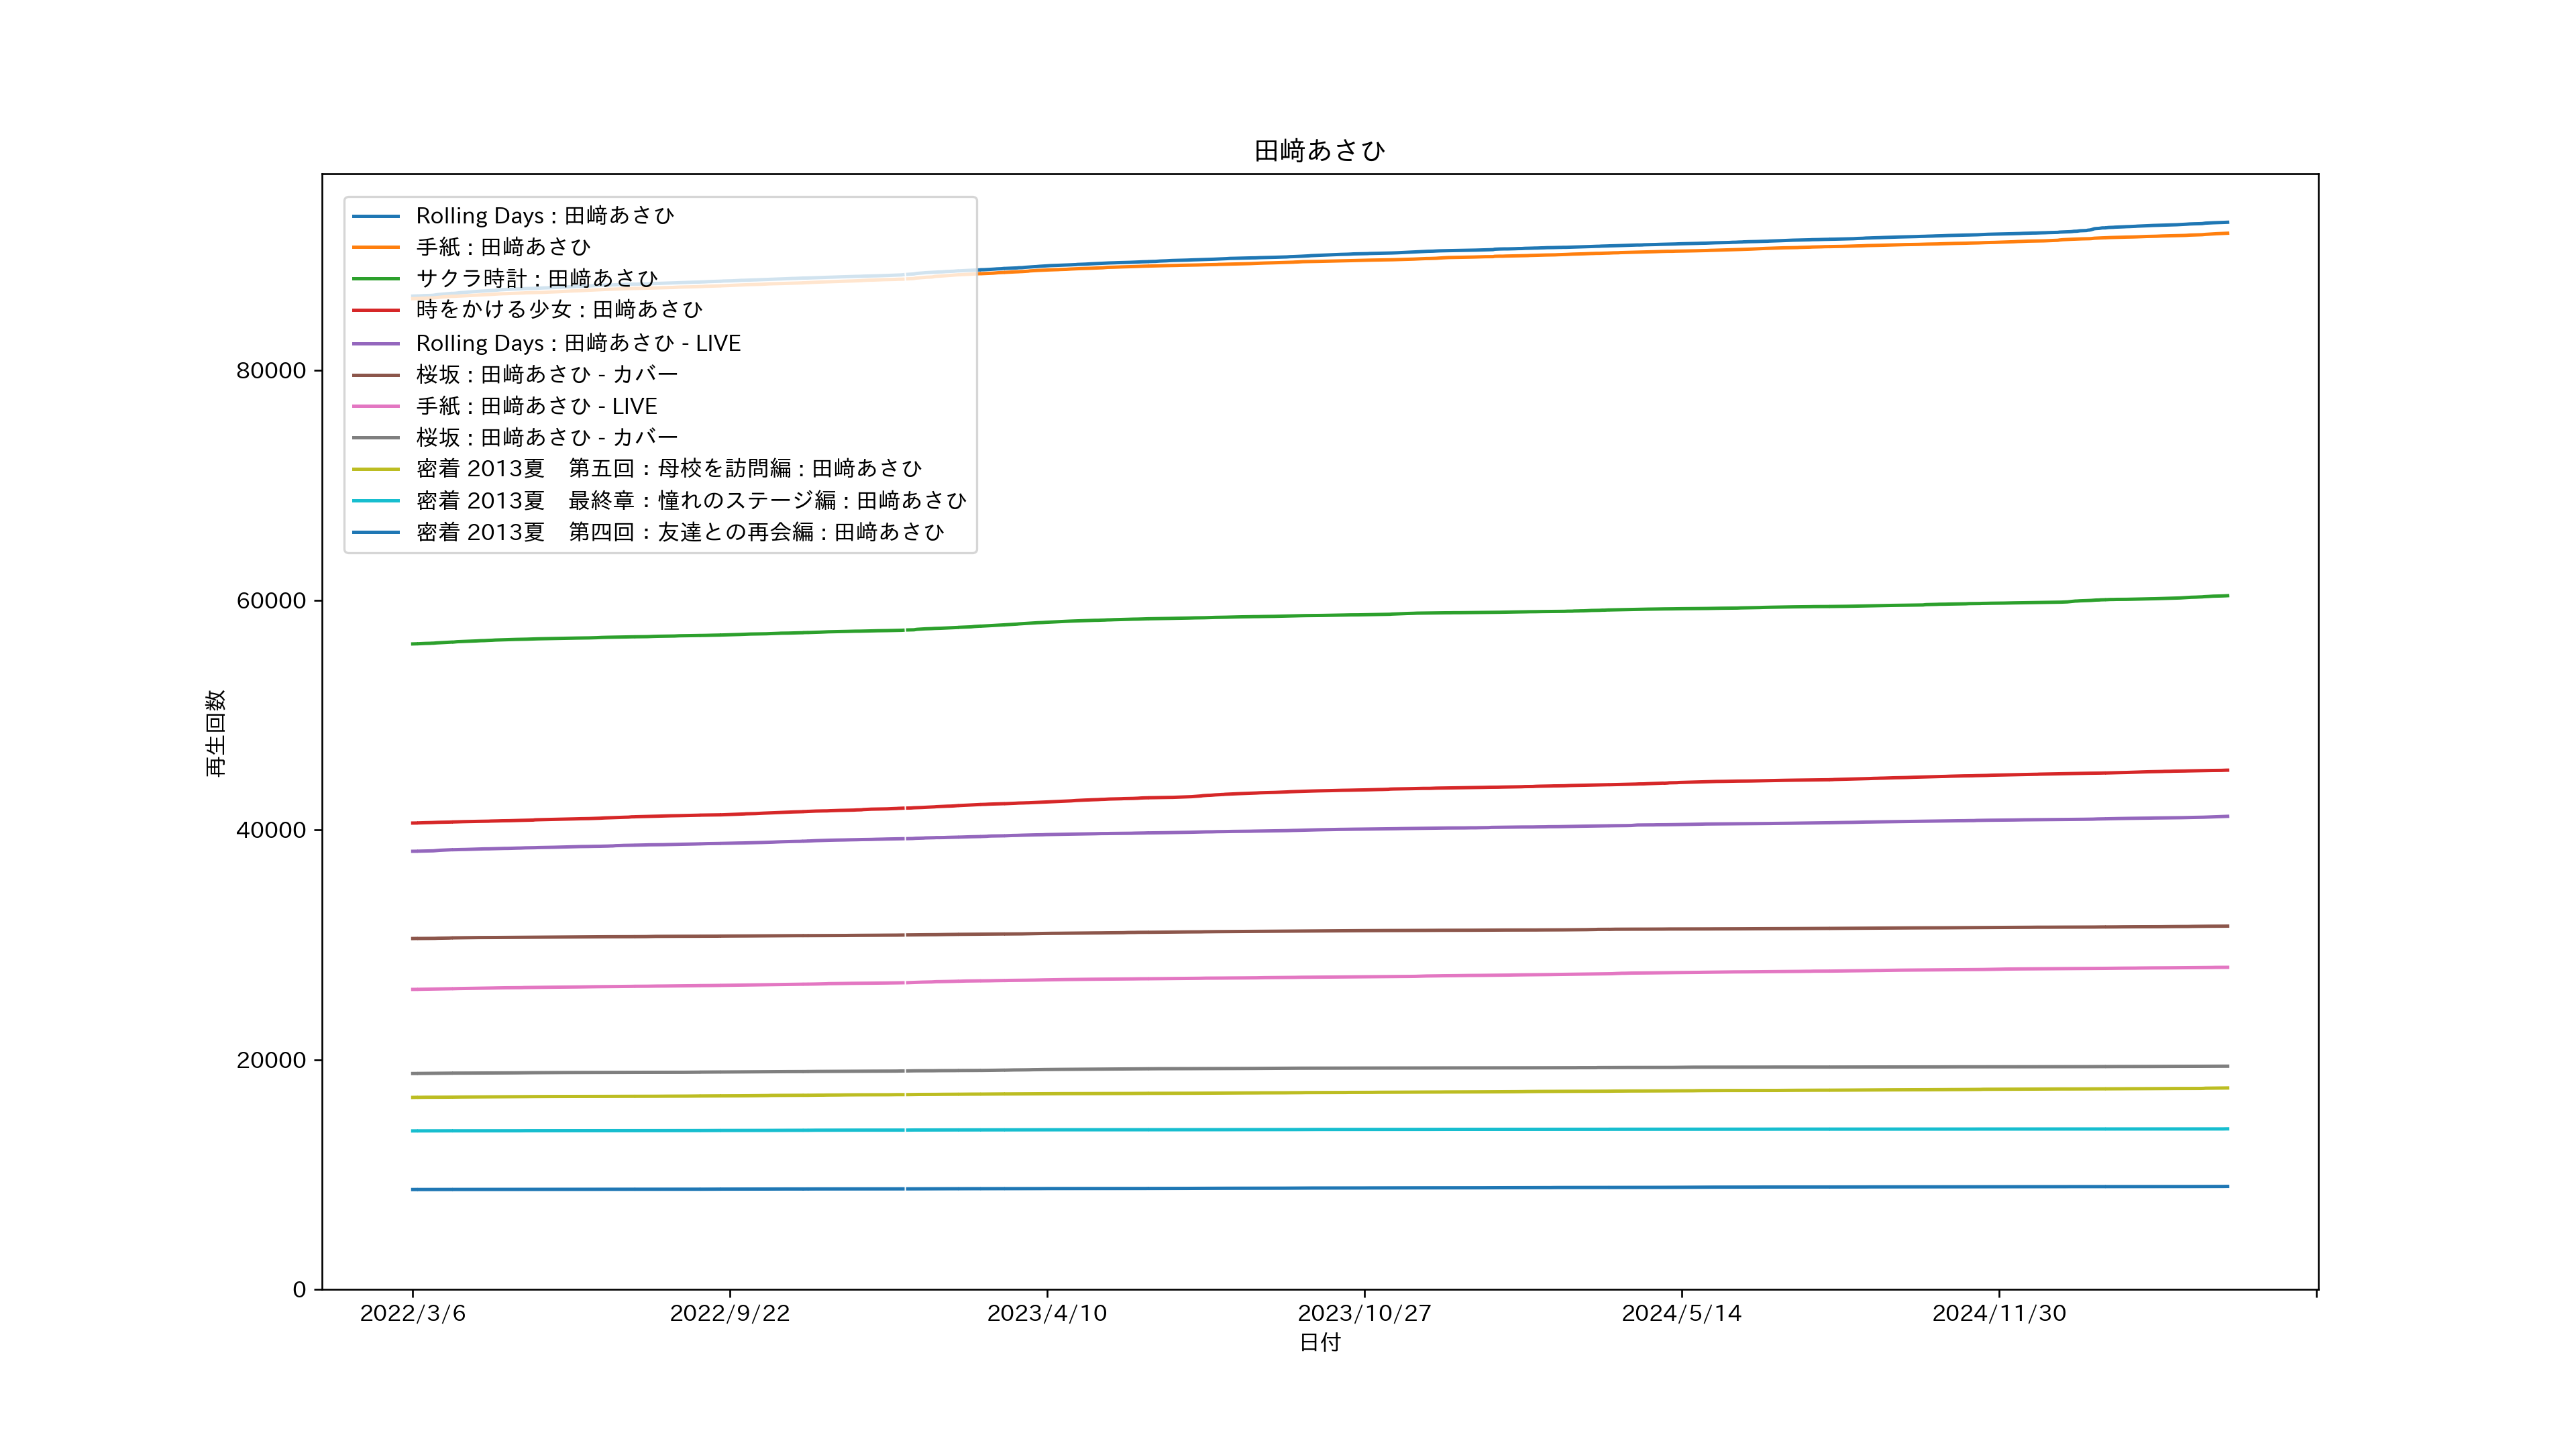 田﨑あさひ
Rolling Days : 田﨑あさひ
手紙 : 田﨑あさひ
サクラ時計 : 田﨑あさひ
時をかける少女 : 田﨑あさひ
Rolling Days : 田﨑あさひ - LIVE
桜坂 : 田﨑あさひ - カバー
手紙 : 田﨑あさひ - LIVE
桜坂 : 田﨑あさひ - カバー
密着 2013夏　第五回：母校を訪問編 : 田﨑あさひ
密着 2013夏　最終章：憧れのステージ編 : 田﨑あさひ
密着 2013夏　第四回：友達との再会編 : 田﨑あさひ
80000
60000
40000
20000
0
再生回数
2022/3/6
2022/9/22
2023/4/10
2023/10/27
2024/5/14
2024/11/30
日付